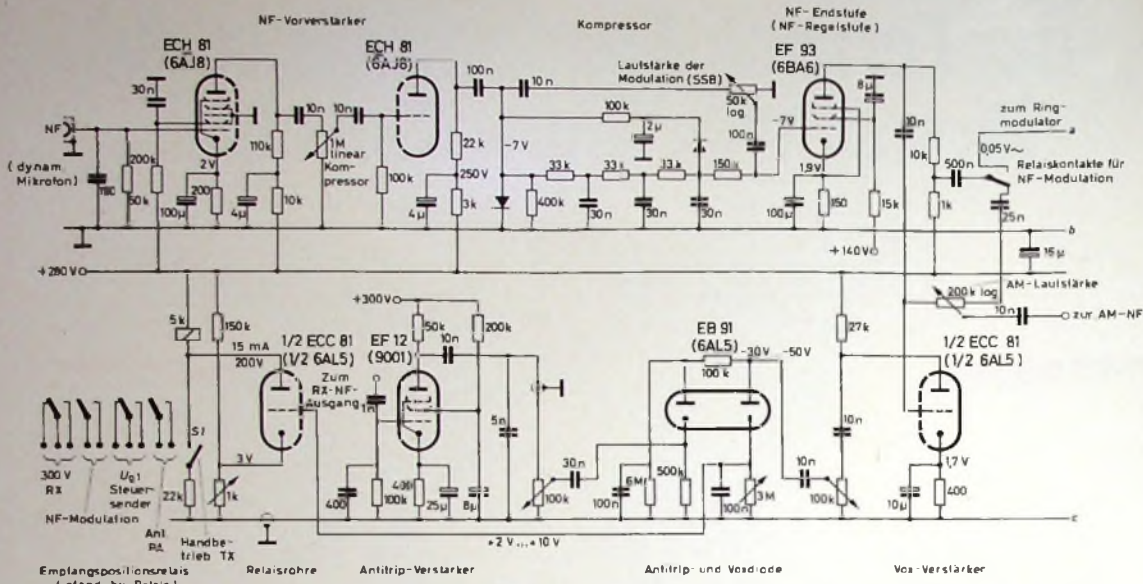 NF-Vorverstärker
Kompressor
NF-Endstufe
(NF-Regelstufe)
ECH 81
(6AJ8)
ECH 81
(6AJ8)
EF 93
(6BA6)
Lautstärke der
Modulation (SSB)
30n
NF
(dynam.
Mikrofon)
200k
50k
100µ
2V
200
4µ
110k
10k
10n
1M
linear
Kompressor
10n
100k
4µ
22k
250V
3k
100n
10n
-7V
100k
2µ
33k
33k
33k
150k
400k
30n
30n
30n
50k
log
100n
-7V
1,9V
100µ
150
8µ
15k
+140V
10n
10k
1k
500n
zum Ring-
modulator
a
0,05V~
Relaiskontakte für
NF-Modulation
25n
b
16µ
+280V
200k log
AM-Lautstärke
10n
zur AM-NF
5k
150k
15 mA
200V
1/2 ECC 81
(1/2 6AL5)
3V
1k
S1
22k
300V
RX
Ug1
Steuer-
sender
NF-Modulation
Ant.
PA
Handbe-
trieb TX
+300V
50k
10n
200k
EF 12
(9001)
Zum
RX-NF-
Ausgang
1n
400
100k
400
25µ
8µ
5n
100k
30n
EB 91
(6AL5)
-30V
-50V
100k
6M
100n
500k
100n
3M
10n
27k
10n
100k
1/2 ECC 81
(1/2 6AL5)
1,7V
10µ
400
c
+2V...+10V
Empfangspositionsrelais
Relaisröhre
Antitrip-Verstärker
Antitrip- und Voxdiode
Vox-Verstärker